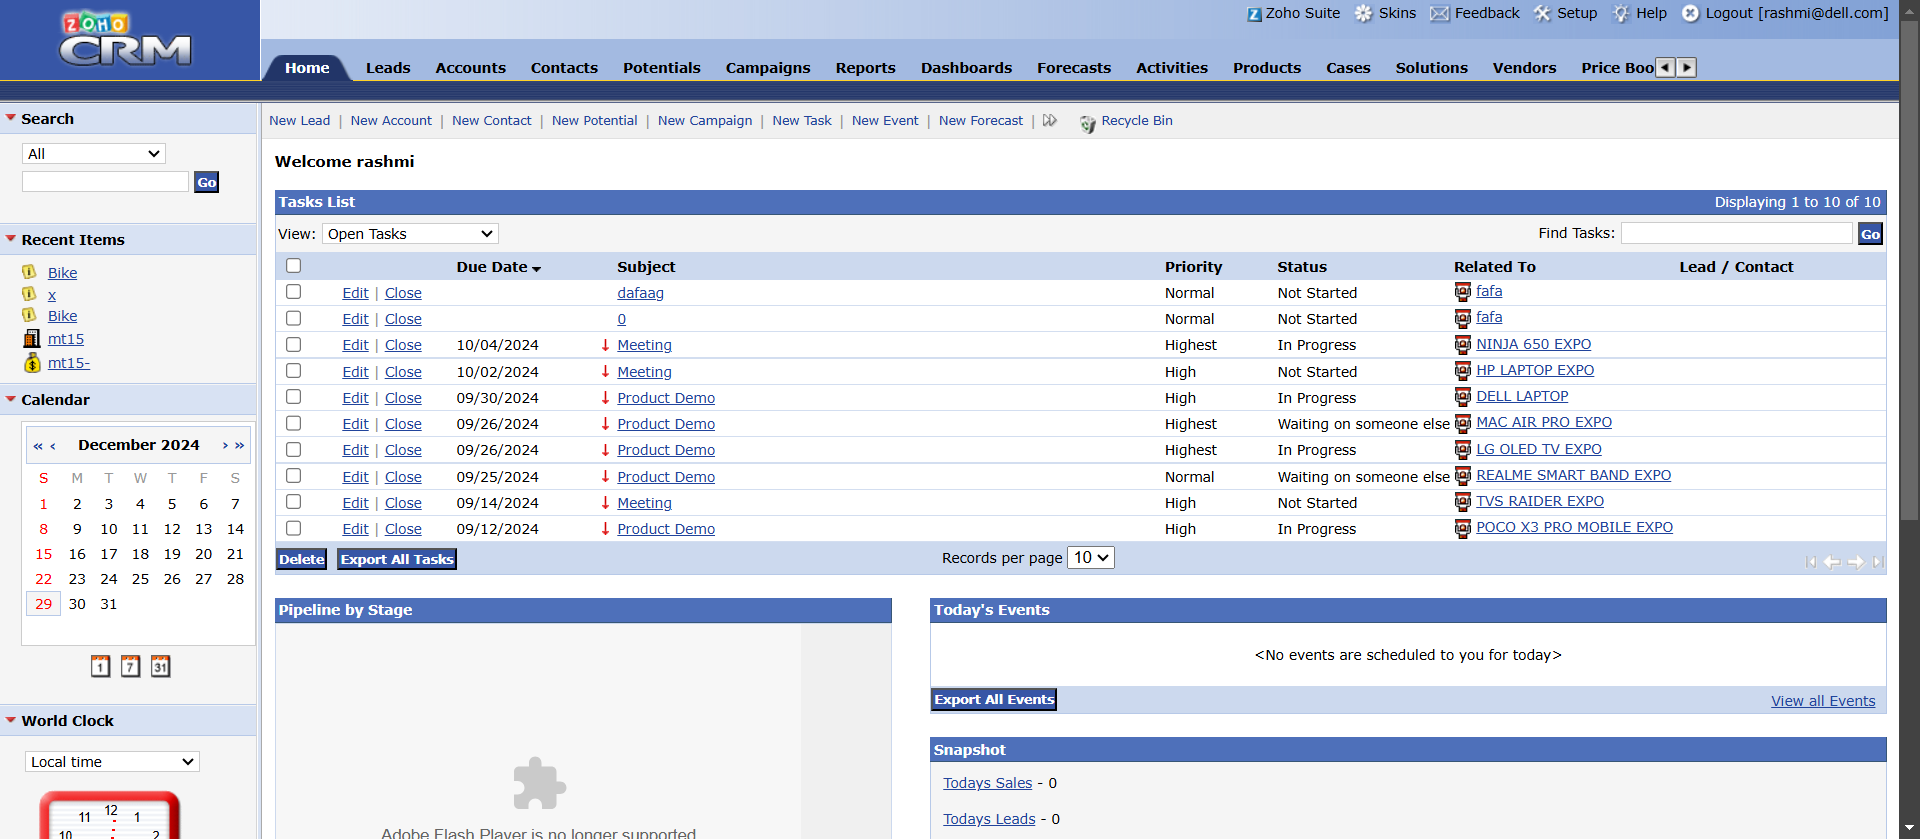 ZOHO
CRM
Zoho Suite Skins Feedback Setup Help Logout [rashmi@dell.com]
Home Leads Accounts Contacts Potentials Campaigns Reports Dashboards Forecasts Activities Products Cases Solutions Vendors Price Boo
New Lead | New Account | New Contact | New Potential | New Campaign | New Task | New Event | New Forecast | Recycle Bin
Search
All
Go
Recent Items
Bike
x
Bike
mt15
mt15-
Calendar
« ‹ December 2024 › »
S M T W T F S
1 2 3 4 5 6 7
8 9 10 11 12 13 14
15 16 17 18 19 20 21
22 23 24 25 26 27 28
29 30 31
1 7 31
World Clock
Local time
12
11 1
10 2
Welcome rashmi
Tasks List Displaying 1 to 10 of 10
View: Open Tasks Find Tasks: Go
Due Date Subject Priority Status Related To Lead / Contact
Edit | Close dafaag Normal Not Started fafa
Edit | Close 0 Normal Not Started fafa
Edit | Close 10/04/2024 Meeting Highest In Progress NINJA 650 EXPO
Edit | Close 10/02/2024 Meeting High Not Started HP LAPTOP EXPO
Edit | Close 09/30/2024 Product Demo High In Progress DELL LAPTOP
Edit | Close 09/26/2024 Product Demo Highest Waiting on someone else MAC AIR PRO EXPO
Edit | Close 09/26/2024 Product Demo Highest In Progress LG OLED TV EXPO
Edit | Close 09/25/2024 Product Demo Normal Waiting on someone else REALME SMART BAND EXPO
Edit | Close 09/14/2024 Meeting High Not Started TVS RAIDER EXPO
Edit | Close 09/12/2024 Product Demo High In Progress POCO X3 PRO MOBILE EXPO
Delete Export All Tasks Records per page 10
Pipeline by Stage
Adobe Flash Player is no longer supported
Today's Events
<No events are scheduled to you for today>
Export All Events View all Events
Snapshot
Todays Sales - 0
Todays Leads - 0